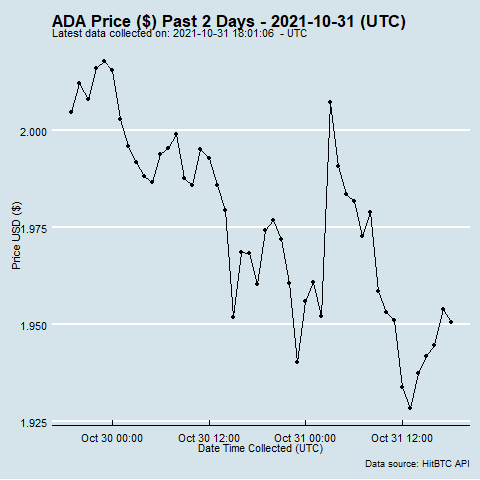 ADA Price ($) Past 2 Days - 2021-10-31 (UTC)
Latest data collected on: 2021-10-31 18:01:06 - UTC
2.000
1.975
1.950
1.925
Price USD ($)
Oct 30 00:00 Oct 30 12:00 Oct 31 00:00 Oct 31 12:00
Date Time Collected (UTC)
Data source: HitBTC API